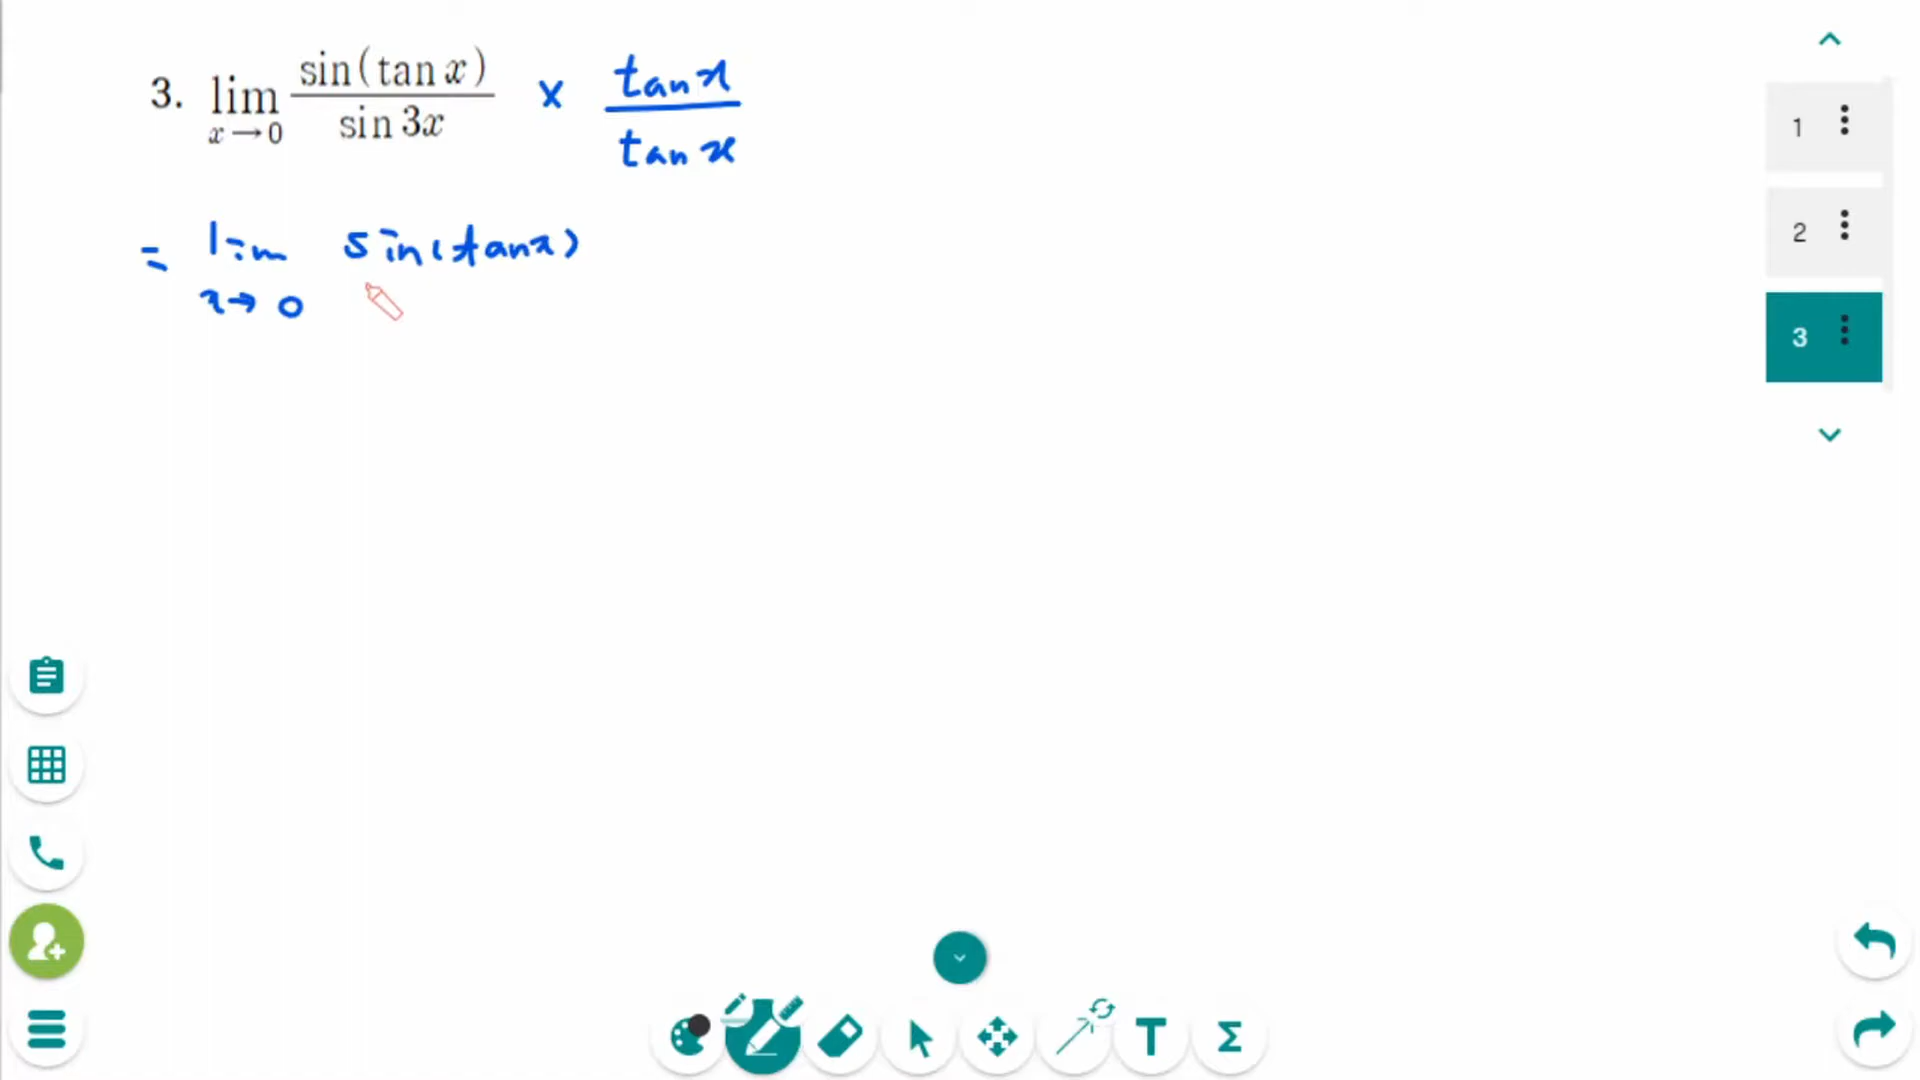 3. lim x→0 sin(tan x) / sin 3x × tan x / tan x
= lim x→0 sin(tan x)
1
2
3
T
Σ